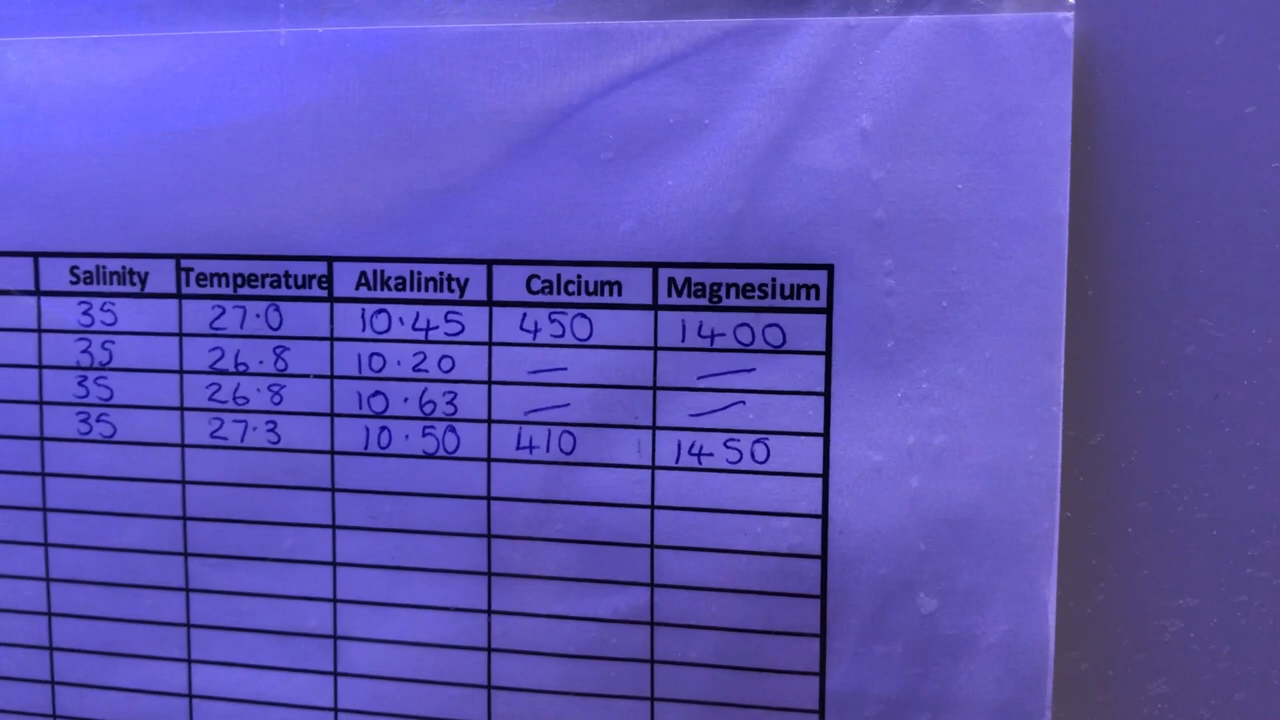 Salinity Temperature Alkalinity Calcium Magnesium
35 27.0 10.45 450 1400
35 26.8 10.20 — —
35 26.8 10.63 — —
35 27.3 10.50 410 1450